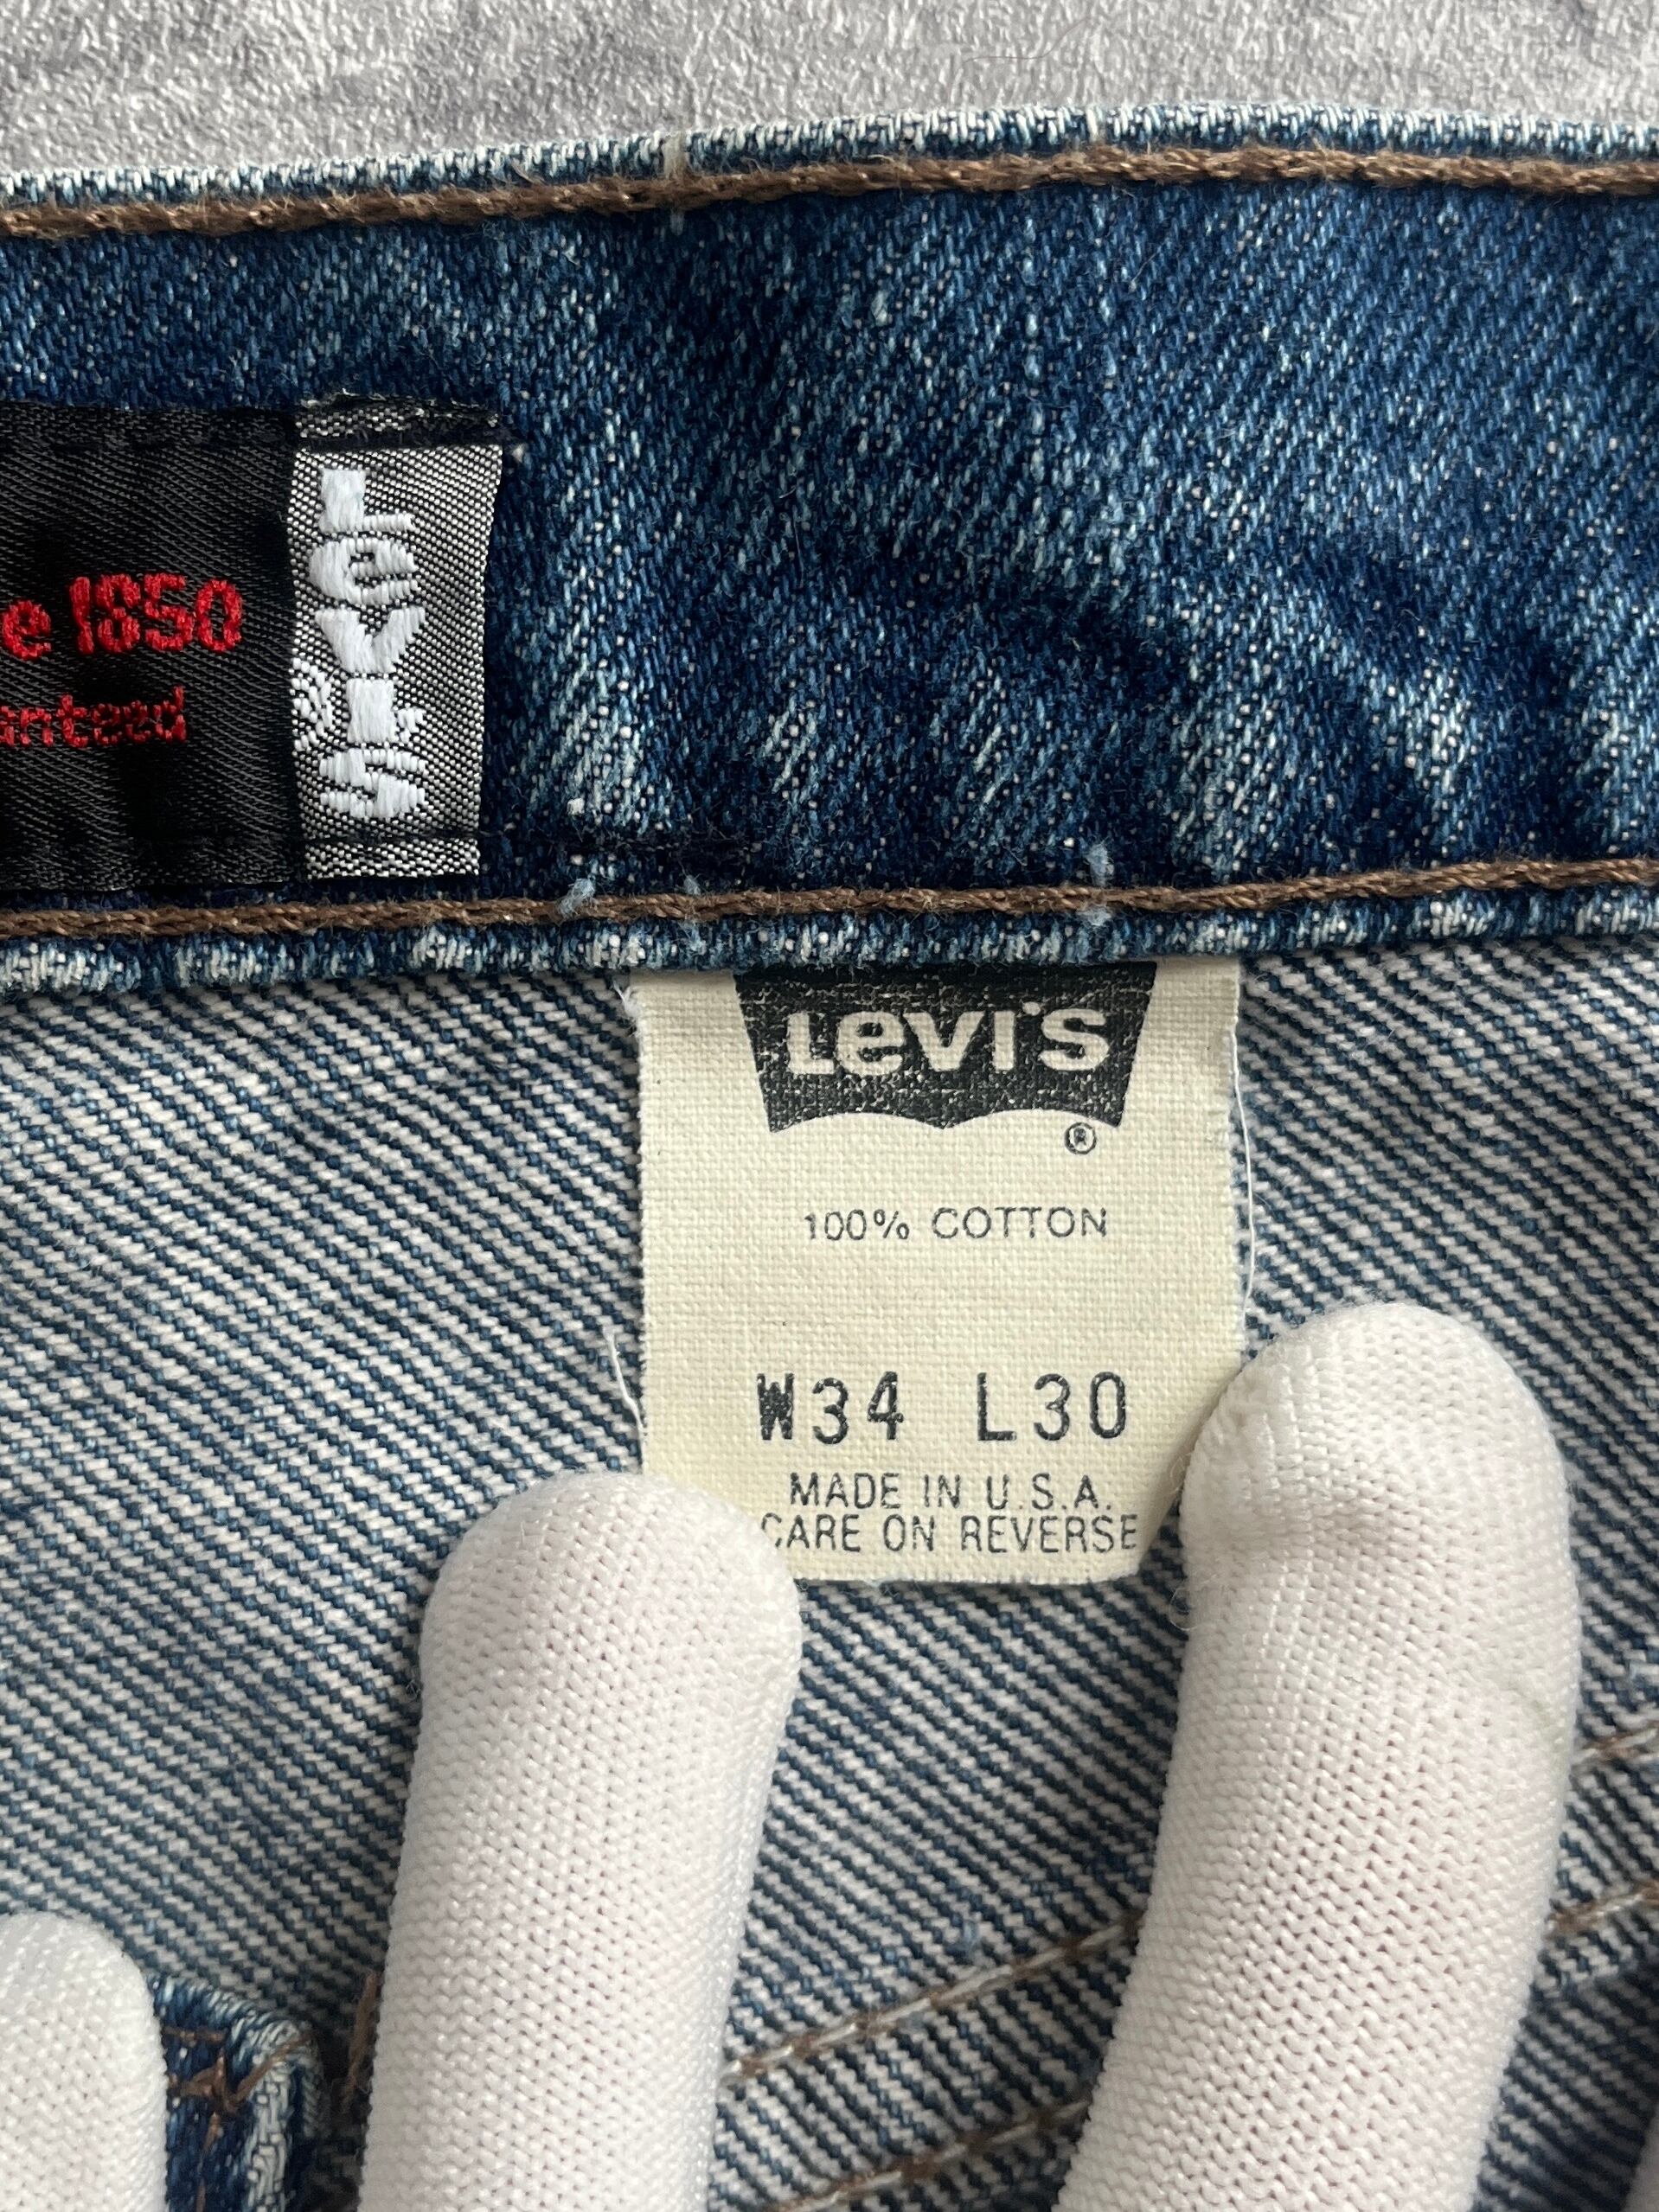 e 1850
anteed
LEVI'S
Levi's
®
100% COTTON
W34 L30
MADE IN U.S.A.
CARE ON REVERSE